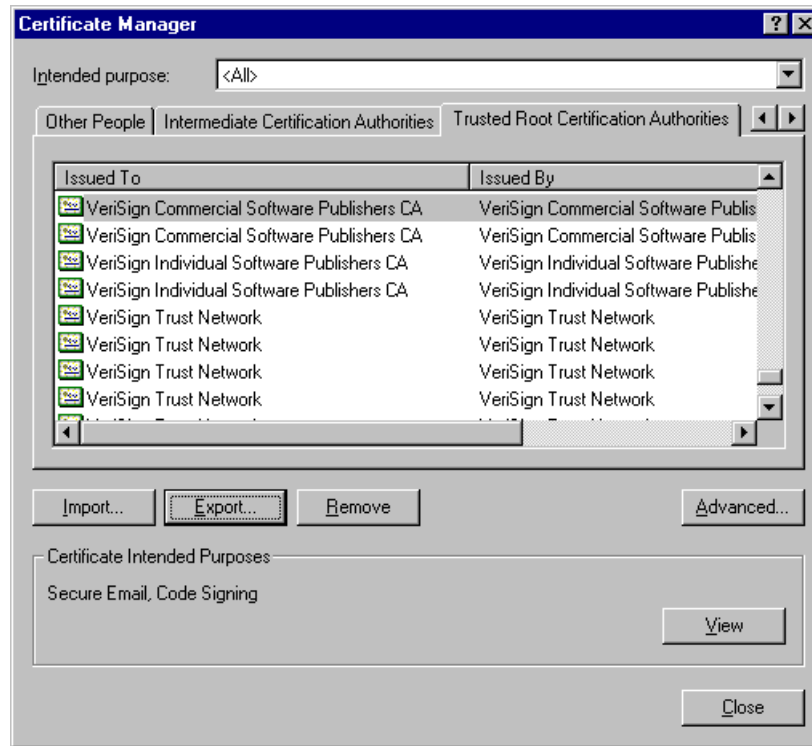 Certificate Manager
Intended purpose: <All>
Other People Intermediate Certification Authorities Trusted Root Certification Authorities
Issued To Issued By
VeriSign Commercial Software Publishers CA VeriSign Commercial Software Publis
VeriSign Commercial Software Publishers CA VeriSign Commercial Software Publis
VeriSign Individual Software Publishers CA VeriSign Individual Software Publishe
VeriSign Individual Software Publishers CA VeriSign Individual Software Publishe
VeriSign Trust Network VeriSign Trust Network
VeriSign Trust Network VeriSign Trust Network
VeriSign Trust Network VeriSign Trust Network
VeriSign Trust Network VeriSign Trust Network
Import... Export... Remove Advanced...
Certificate Intended Purposes
Secure Email, Code Signing
View
Close